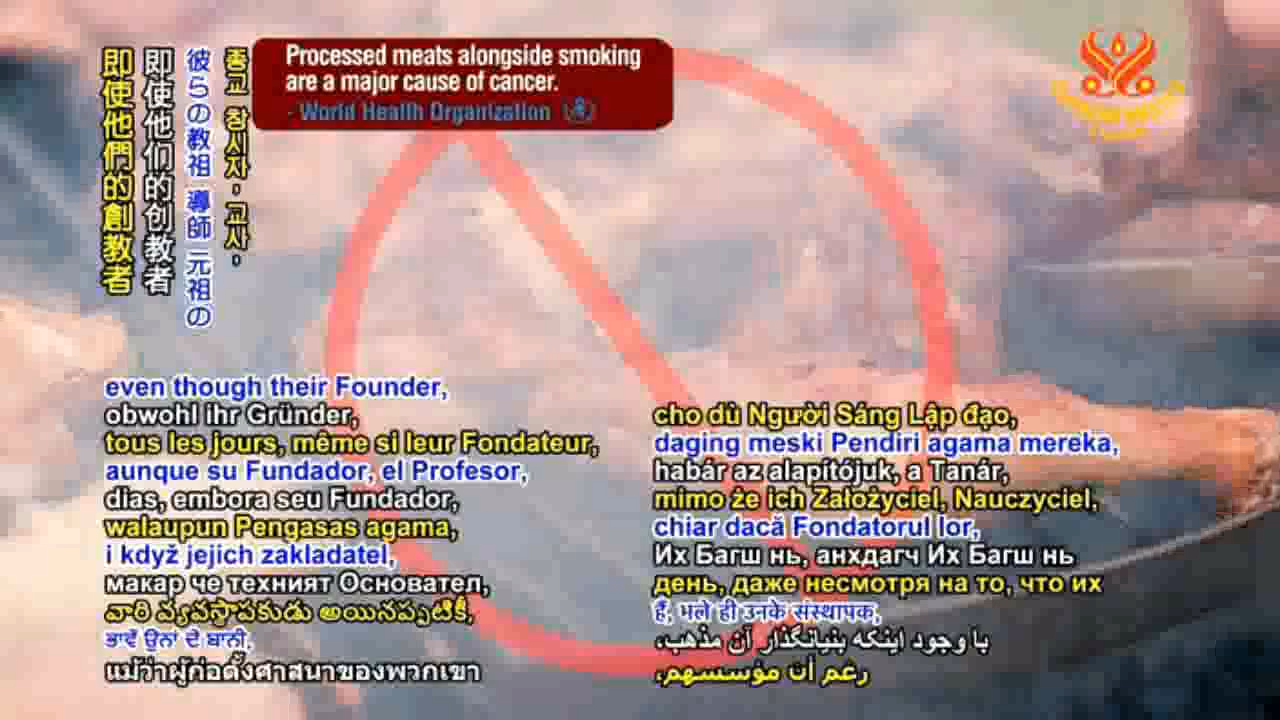 Processed meats alongside smoking
are a major cause of cancer.
- World Health Organization
即使他們的創教者
即使他们的创教者
彼らの教祖 導師 元祖の
종교 창시자, 교사,
even though their Founder,
obwohl ihr Gründer,
tous les jours, même si leur Fondateur,
aunque su Fundador, el Profesor,
dias, embora seu Fundador,
walaupun Pengasas agama,
i když jejich zakladatel,
макар че техният Основател,
వారి వ్యవస్థాపకుడు అయినప్పటికీ,
ਭਾਵੇਂ ਉਨਾਂ ਦੇ ਬਾਨੀ,
แม้ว่าผู้ก่อตั้งศาสนาของพวกเขา
cho dù Người Sáng Lập đạo,
daging meski Pendiri agama mereka,
habár az alapítójuk, a Tanár,
mimo że ich Założyciel, Nauczyciel,
chiar dacă Fondatorul lor,
Их Багш нь, анхдагч Их Багш нь
день, даже несмотря на то, что их
हैं, भले ही उनके संस्थापक,
با وجود اینکه بنیانگذار آن مذهب،
رغم أن مؤسسهم،